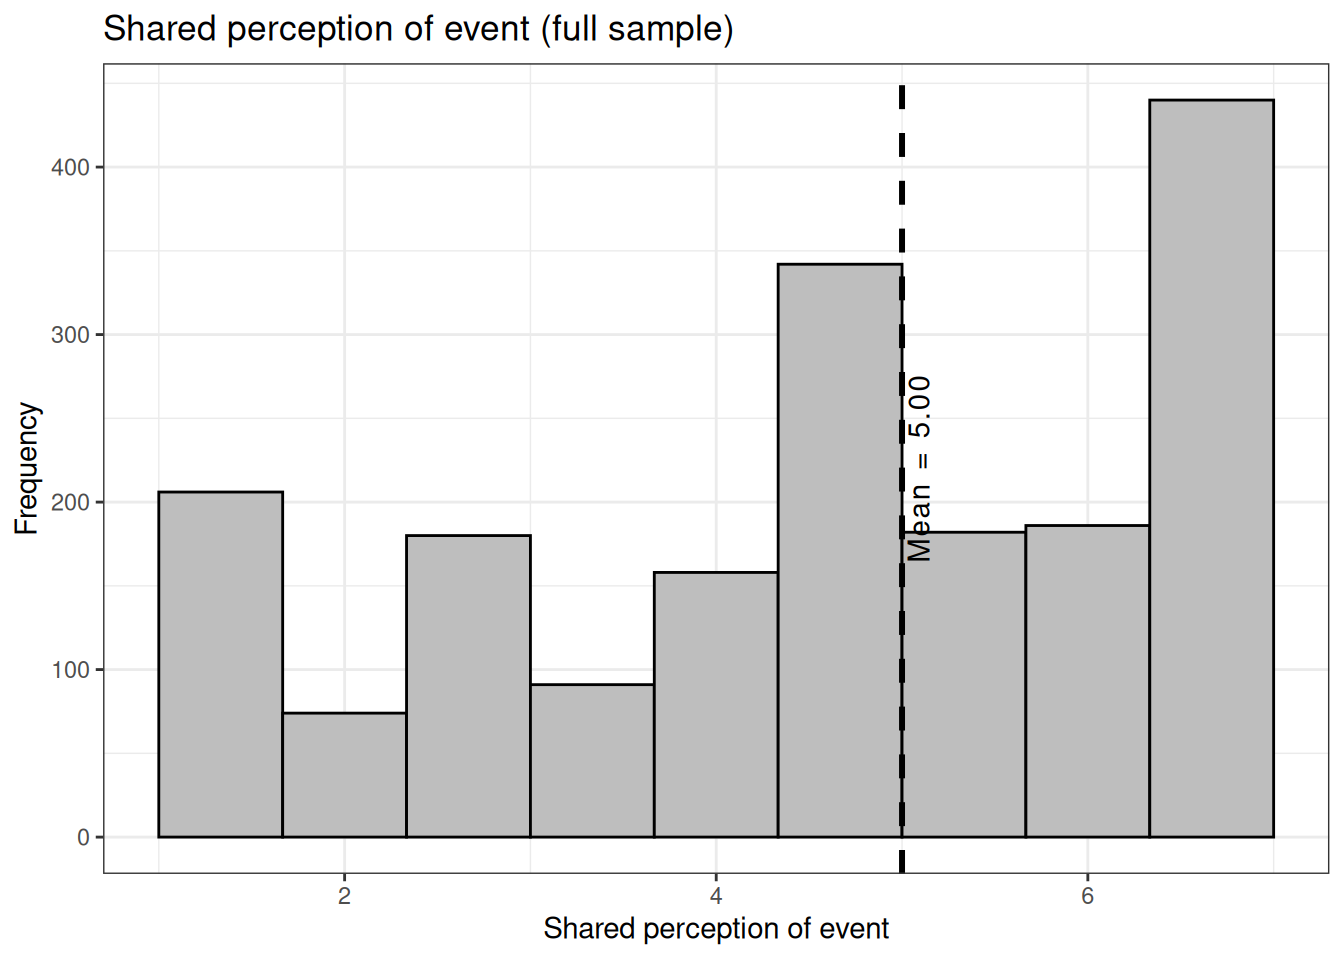 Shared perception of event (full sample)
Frequency
400
300
200
100
0
Mean = 5.00
2
4
6
Shared perception of event